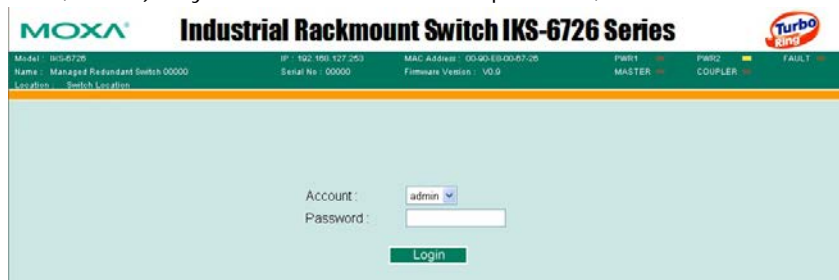 MOXA Industrial Rackmount Switch IKS-6726 Series Turbo Ring
Model : IKS-6726 IP : 192.168.127.253 MAC Address : 00-90-E8-00-67-26 PWR1 PWR2 FAULT
Name : Managed Redundant Switch 00000 Serial No : 00000 Firmware Version : V0.9 MASTER COUPLER
Location : Switch Location
Account :
admin
Password :
Login